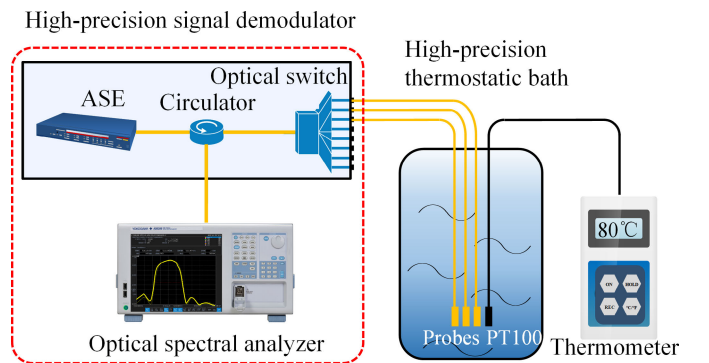 High-precision signal demodulator
High-precision
thermostatic bath
Optical switch
ASE
Circulator
80℃
ON
HOLD
REC
℃/℉
Probes PT100
Optical spectral analyzer
Thermometer